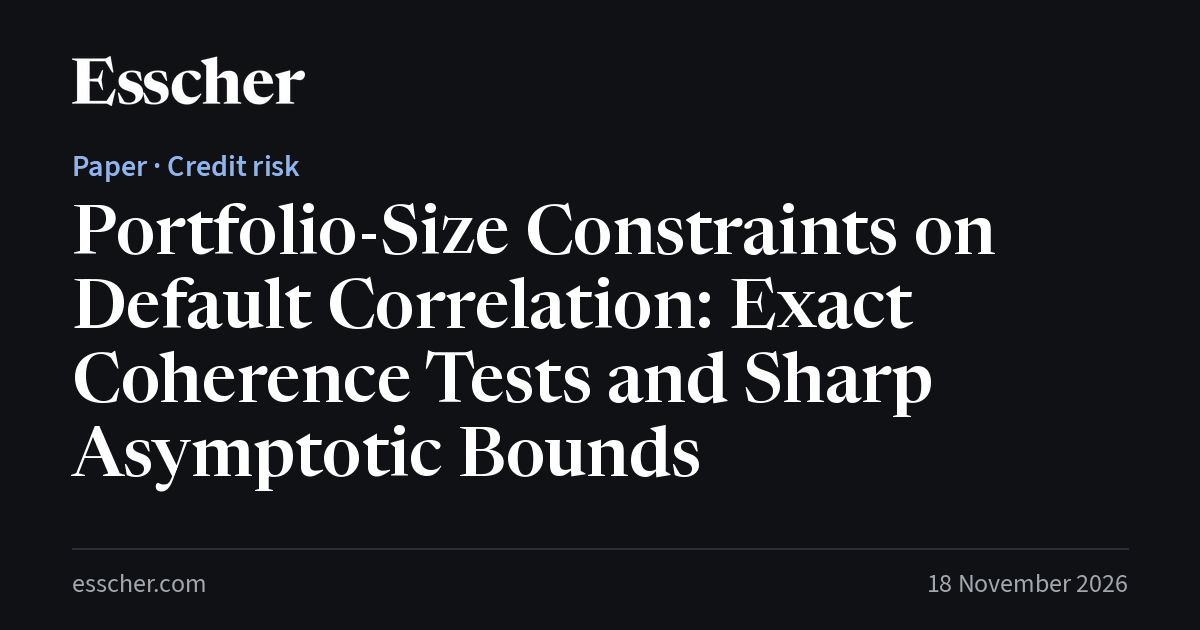 Esscher
Paper · Credit risk
Portfolio-Size Constraints on
Default Correlation: Exact
Coherence Tests and Sharp
Asymptotic Bounds
esscher.com
18 November 2026